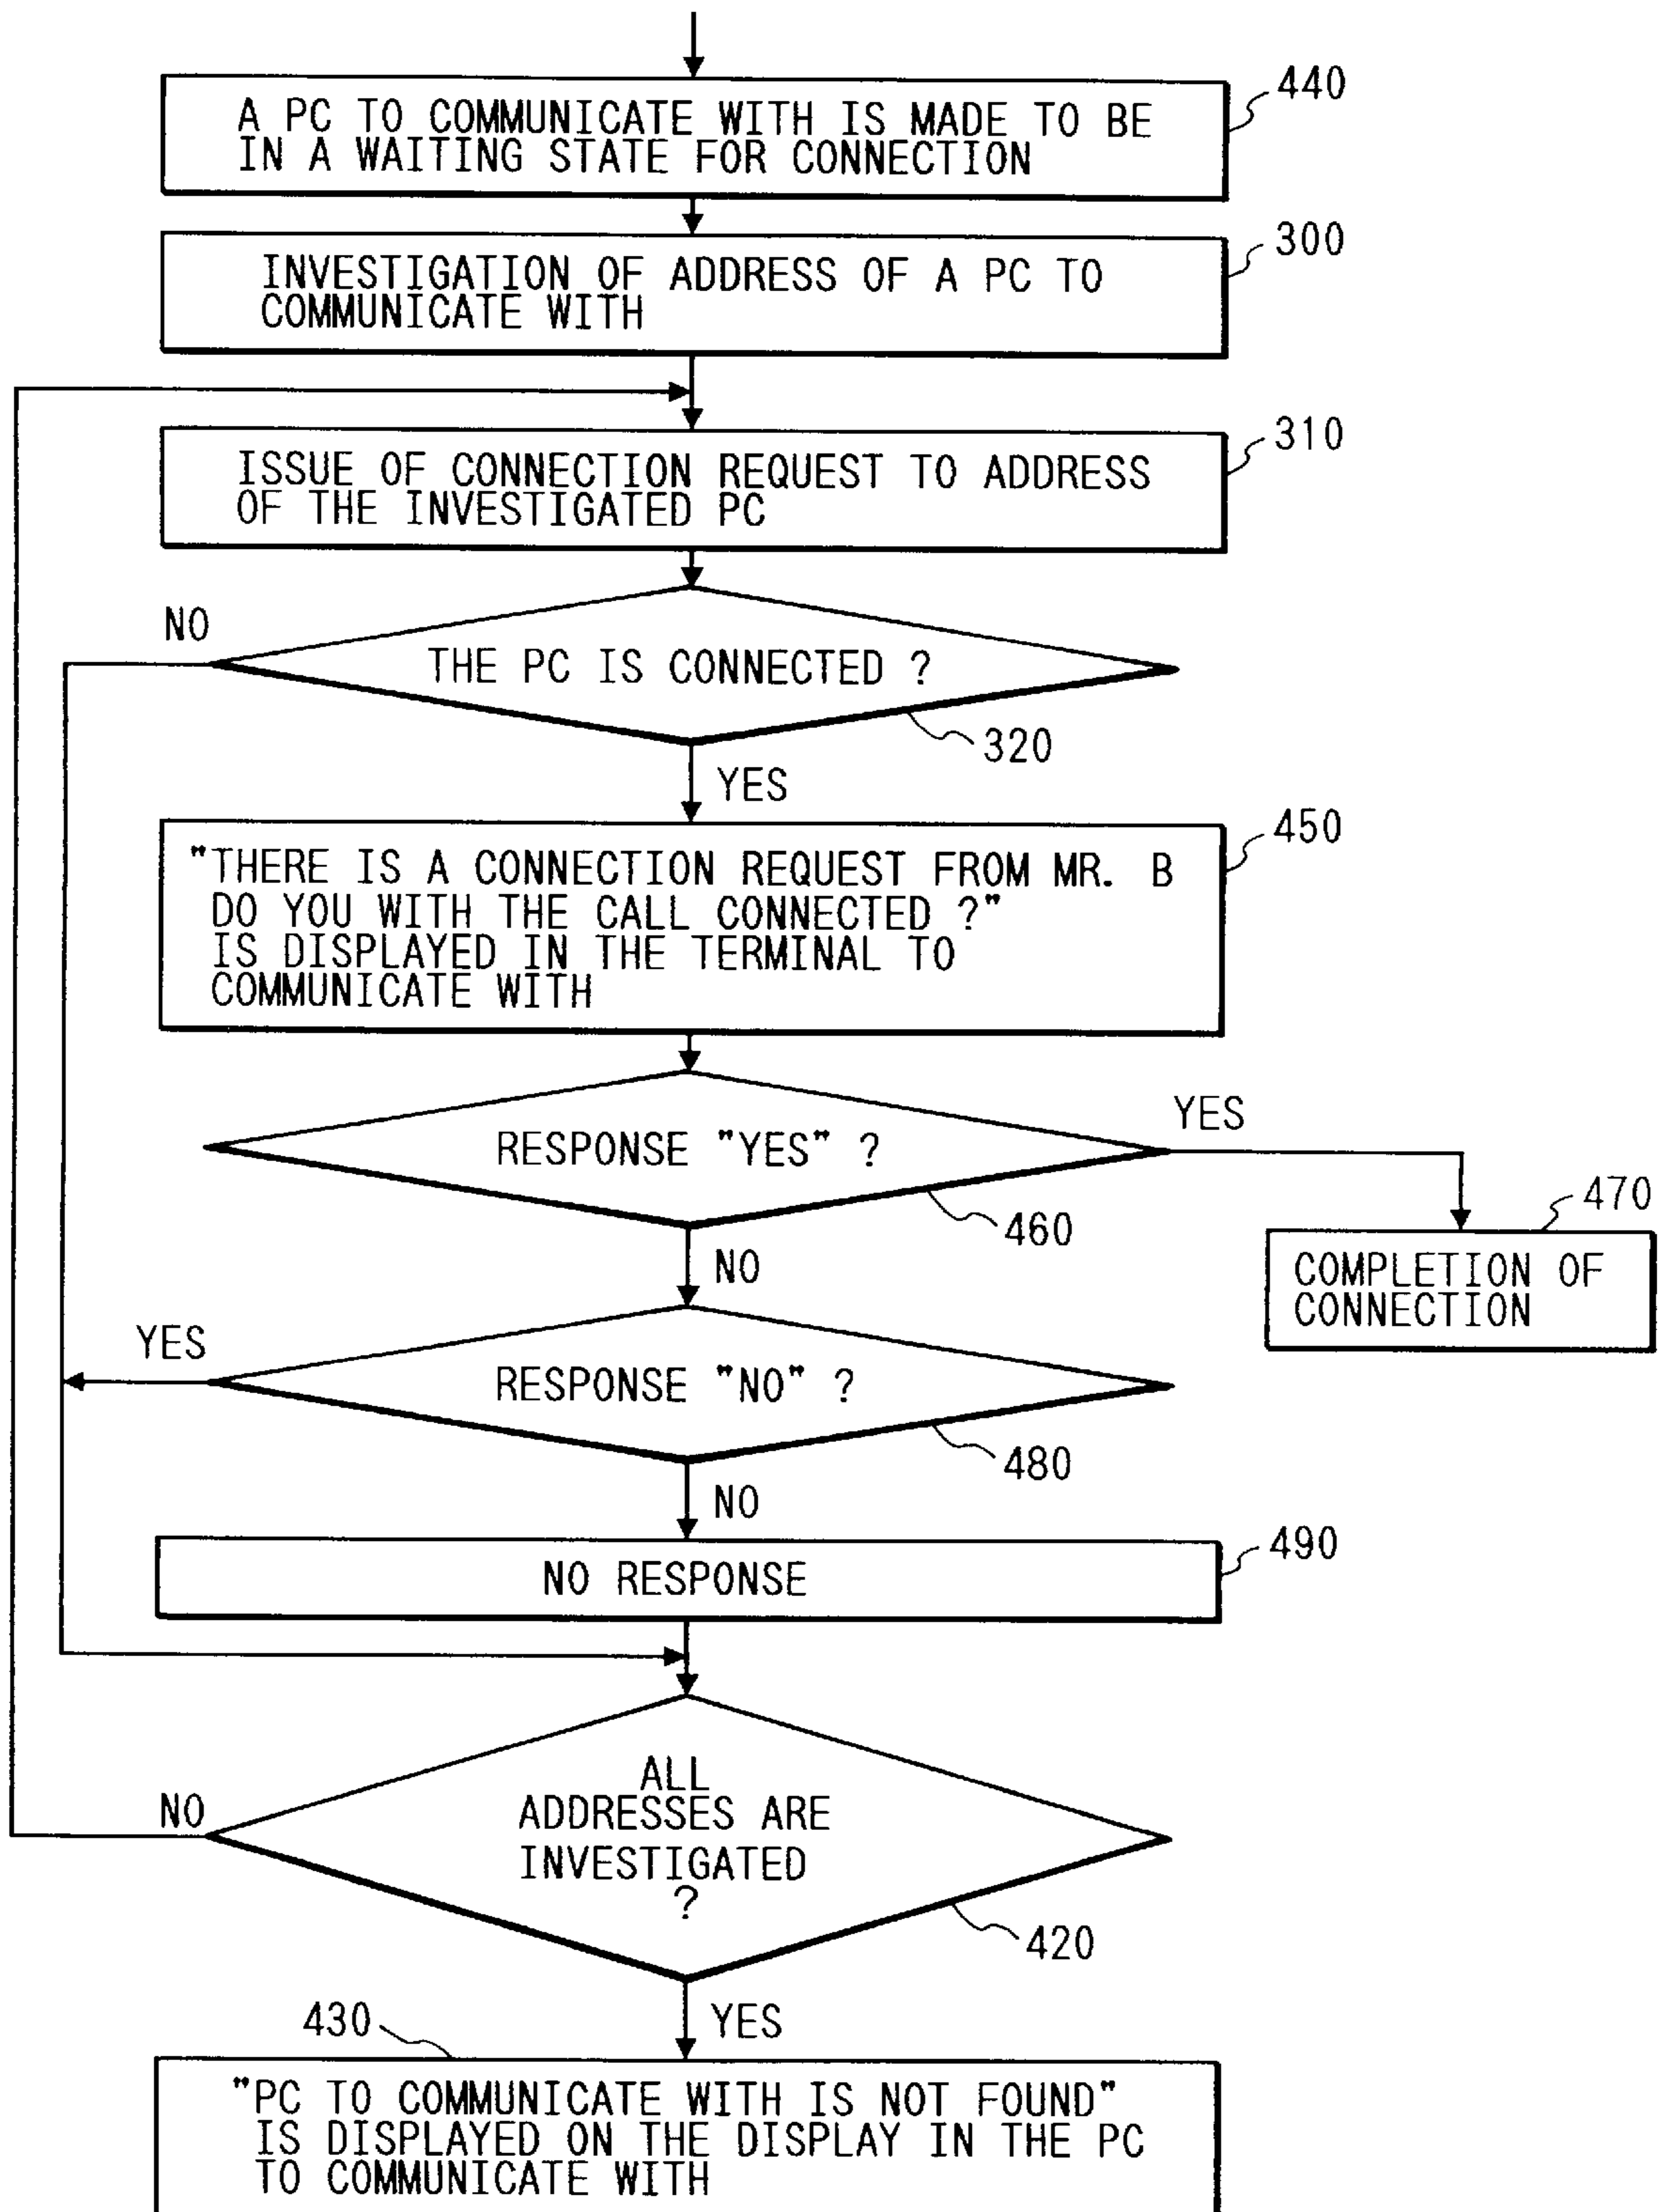 440
A PC TO COMMUNICATE WITH IS MADE TO BE
IN A WAITING STATE FOR CONNECTION
300
INVESTIGATION OF ADDRESS OF A PC TO
COMMUNICATE WITH
310
ISSUE OF CONNECTION REQUEST TO ADDRESS
OF THE INVESTIGATED PC
NO
THE PC IS CONNECTED ?
320
YES
450
"THERE IS A CONNECTION REQUEST FROM MR. B
DO YOU WITH THE CALL CONNECTED ?"
IS DISPLAYED IN THE TERMINAL TO
COMMUNICATE WITH
YES
RESPONSE "YES" ?
460
470
COMPLETION OF
CONNECTION
NO
YES
RESPONSE "NO" ?
480
NO
490
NO RESPONSE
ALL
ADDRESSES ARE
INVESTIGATED
?
NO
420
YES
430
"PC TO COMMUNICATE WITH IS NOT FOUND"
IS DISPLAYED ON THE DISPLAY IN THE PC
TO COMMUNICATE WITH